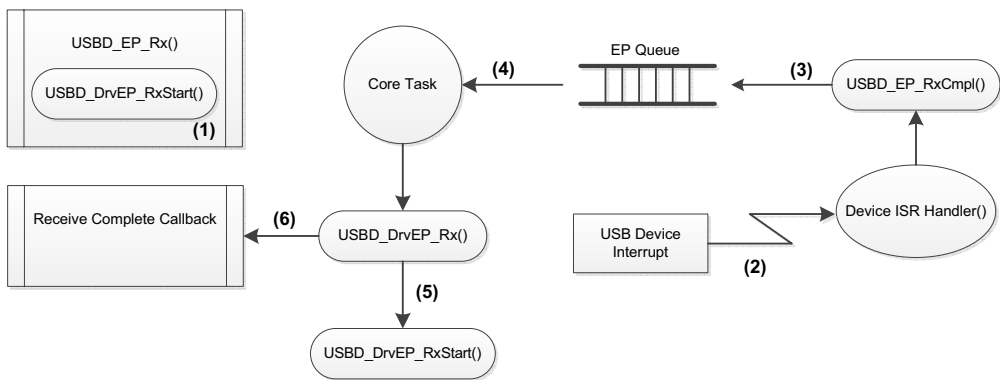 USBD_EP_Rx()
USBD_DrvEP_RxStart()
(1)
Core Task
(4)
EP Queue
(3)
USBD_EP_RxCmpl()
Receive Complete Callback
(6)
USBD_DrvEP_Rx()
USB Device
Interrupt
(2)
Device ISR Handler()
(5)
USBD_DrvEP_RxStart()